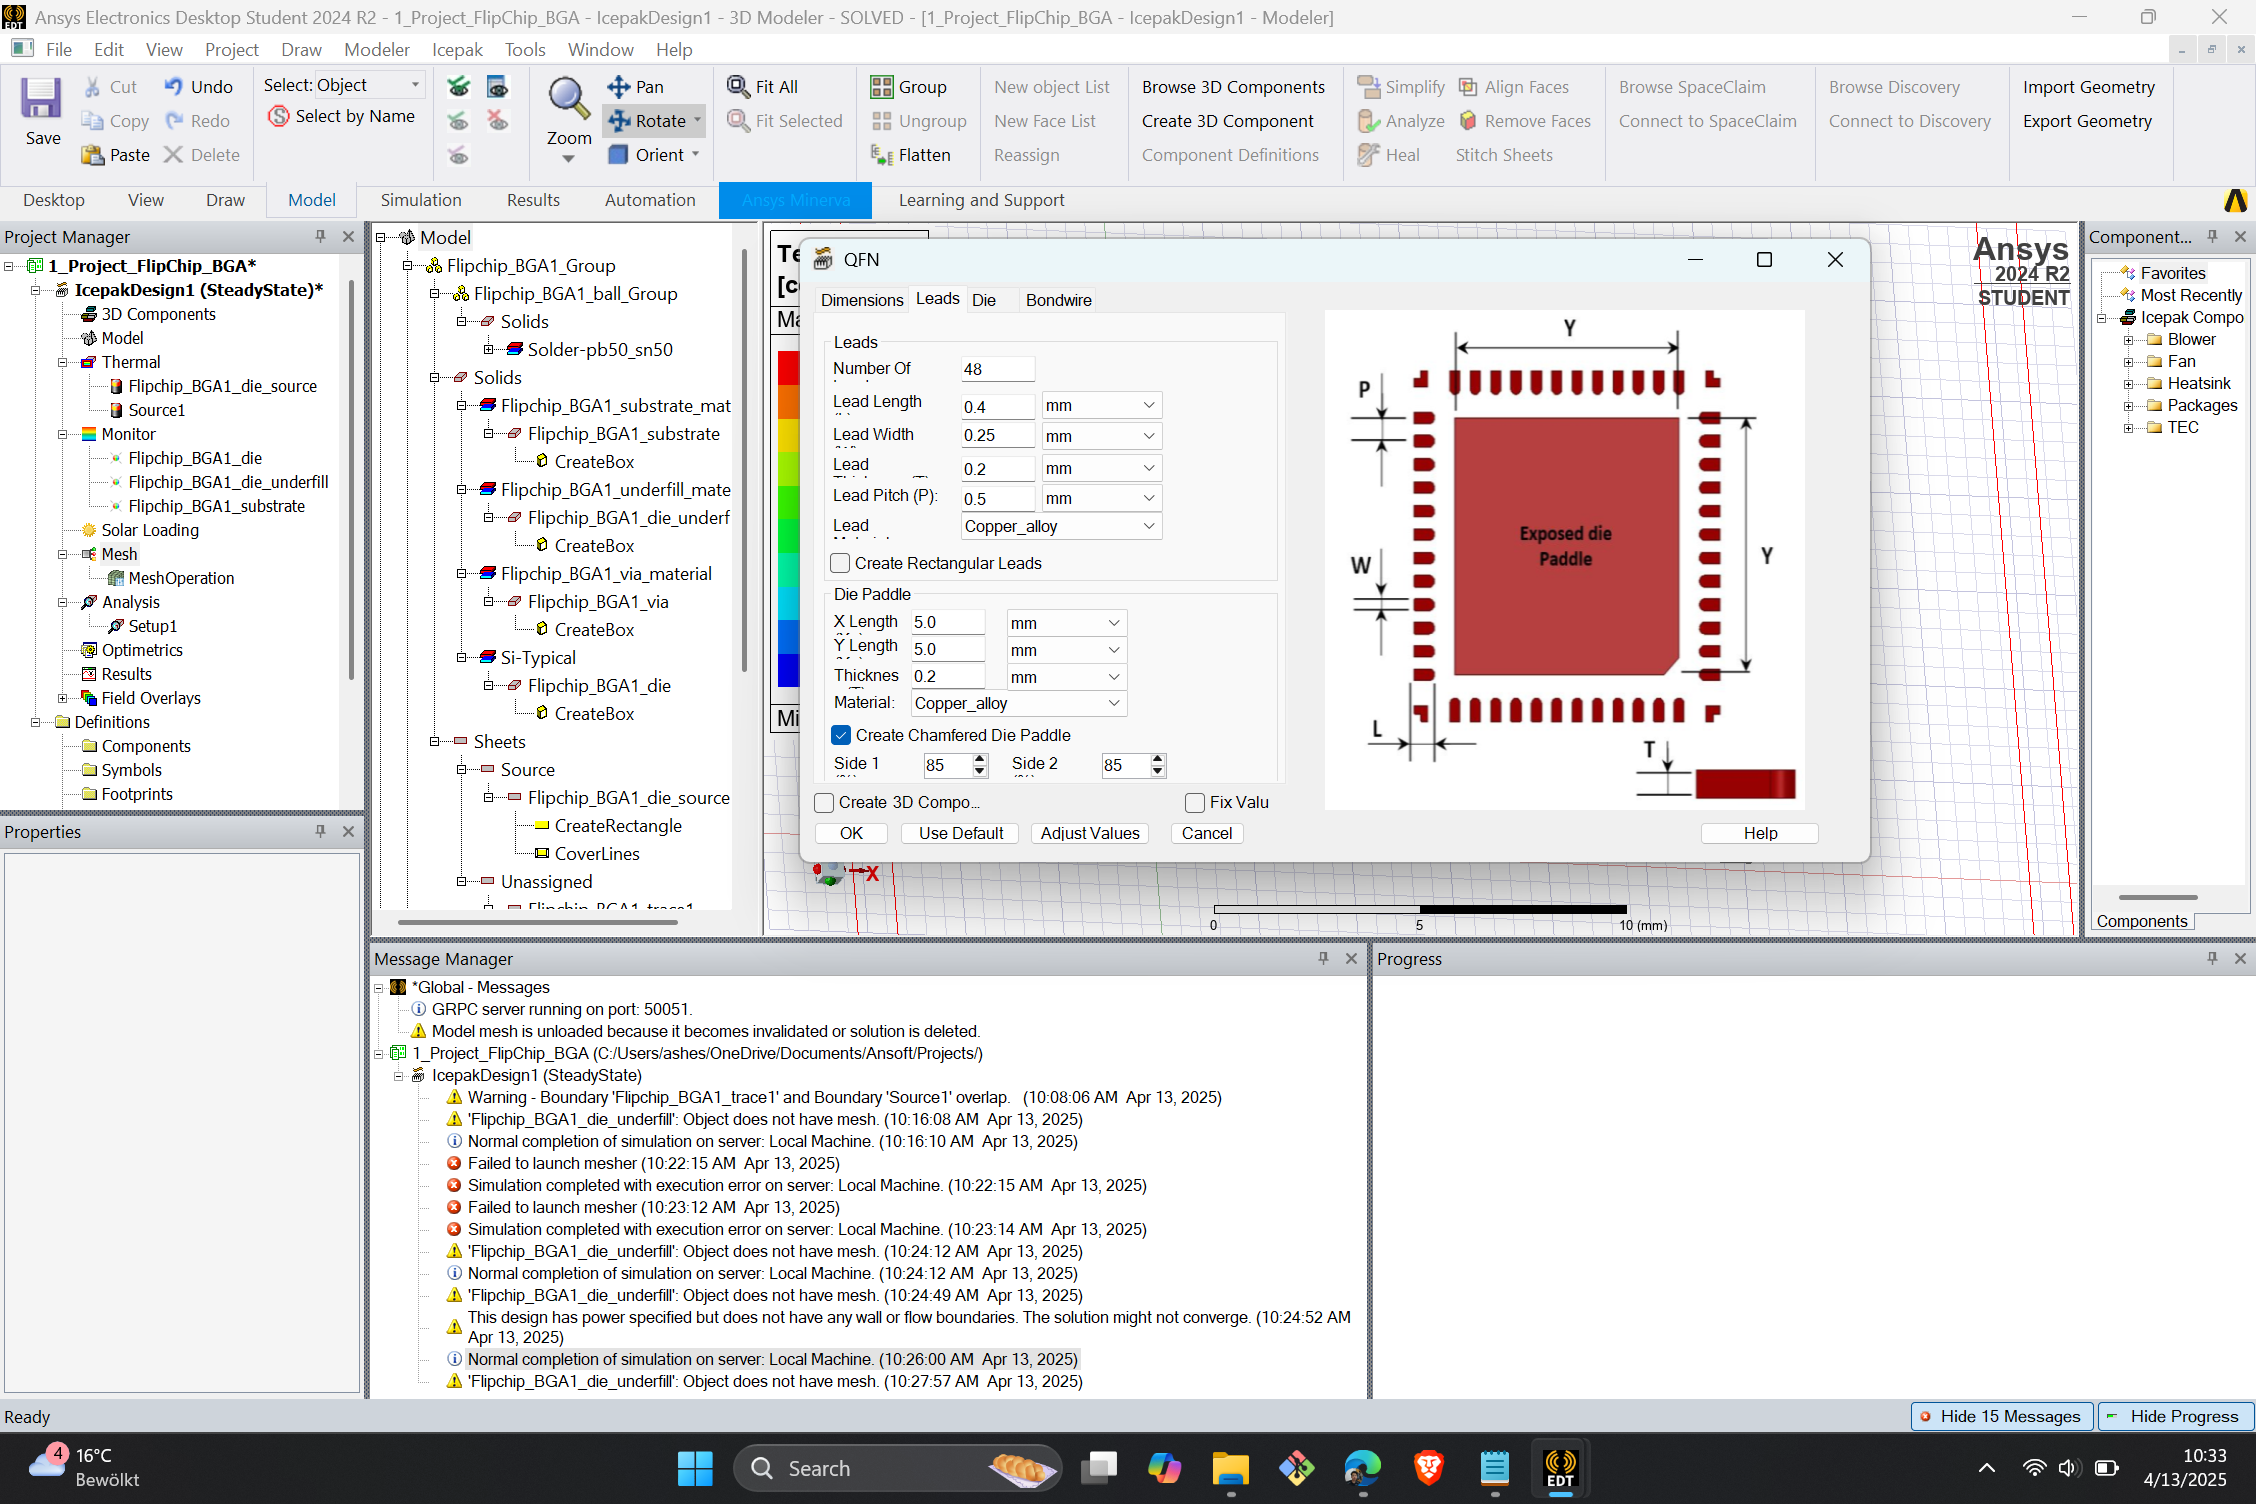 Ansys Electronics Desktop Student 2024 R2 - 1_Project_FlipChip_BGA - IcepakDesign1 - 3D Modeler - SOLVED - [1_Project_FlipChip_BGA - IcepakDesign1 - Modeler]
File Edit View Project Draw Modeler Icepak Tools Window Help
Save
Cut
Copy
Paste
Undo
Redo
Delete
Select: Object
Select by Name
Zoom
Pan
Rotate
Orient
Fit All
Fit Selected
Group
Ungroup
Flatten
New object List
New Face List
Reassign
Browse 3D Components
Create 3D Component
Component Definitions
Simplify
Analyze
Heal
Align Faces
Remove Faces
Stitch Sheets
Browse SpaceClaim
Connect to SpaceClaim
Browse Discovery
Connect to Discovery
Import Geometry
Export Geometry
Desktop View Draw Model Simulation Results Automation Ansys Minerva Learning and Support
Project Manager
1_Project_FlipChip_BGA*
IcepakDesign1 (SteadyState)*
3D Components
Model
Thermal
Flipchip_BGA1_die_source
Source1
Monitor
Flipchip_BGA1_die
Flipchip_BGA1_die_underfill
Flipchip_BGA1_substrate
Solar Loading
Mesh
MeshOperation
Analysis
Setup1
Optimetrics
Results
Field Overlays
Definitions
Components
Symbols
Footprints
Properties
Model
Flipchip_BGA1_Group
Flipchip_BGA1_ball_Group
Solids
Solder-pb50_sn50
Solids
Flipchip_BGA1_substrate_mat
Flipchip_BGA1_substrate
CreateBox
Flipchip_BGA1_underfill_mate
Flipchip_BGA1_die_underf
CreateBox
Flipchip_BGA1_via_material
Flipchip_BGA1_via
CreateBox
Si-Typical
Flipchip_BGA1_die
CreateBox
Sheets
Source
Flipchip_BGA1_die_source
CreateRectangle
CoverLines
Unassigned
Te
[c
Ma
Mi
QFN
Dimensions Leads Die Bondwire
Leads
Number Of 48
Lead Length 0.4 mm
Lead Width 0.25 mm
Lead 0.2 mm
Lead Pitch (P): 0.5 mm
Lead Copper_alloy
Create Rectangular Leads
Die Paddle
X Length 5.0 mm
Y Length 5.0 mm
Thicknes 0.2 mm
Material: Copper_alloy
Create Chamfered Die Paddle
Side 1 85 Side 2 85
Create 3D Compo...
Fix Valu
OK Use Default Adjust Values Cancel Help
Y
P
Exposed die
Paddle
Y
W
L
T
X
0 5 10 (mm)
Ansys
2024 R2
STUDENT
Component...
Favorites
Most Recently
Icepak Compo
Blower
Fan
Heatsink
Packages
TEC
Components
Message Manager
*Global - Messages
GRPC server running on port: 50051.
Model mesh is unloaded because it becomes invalidated or solution is deleted.
1_Project_FlipChip_BGA (C:/Users/ashes/OneDrive/Documents/Ansoft/Projects/)
IcepakDesign1 (SteadyState)
Warning - Boundary 'Flipchip_BGA1_trace1' and Boundary 'Source1' overlap. (10:08:06 AM Apr 13, 2025)
'Flipchip_BGA1_die_underfill': Object does not have mesh. (10:16:08 AM Apr 13, 2025)
Normal completion of simulation on server: Local Machine. (10:16:10 AM Apr 13, 2025)
Failed to launch mesher (10:22:15 AM Apr 13, 2025)
Simulation completed with execution error on server: Local Machine. (10:22:15 AM Apr 13, 2025)
Failed to launch mesher (10:23:12 AM Apr 13, 2025)
Simulation completed with execution error on server: Local Machine. (10:23:14 AM Apr 13, 2025)
'Flipchip_BGA1_die_underfill': Object does not have mesh. (10:24:12 AM Apr 13, 2025)
Normal completion of simulation on server: Local Machine. (10:24:12 AM Apr 13, 2025)
'Flipchip_BGA1_die_underfill': Object does not have mesh. (10:24:49 AM Apr 13, 2025)
This design has power specified but does not have any wall or flow boundaries. The solution might not converge. (10:24:52 AM
Apr 13, 2025)
Normal completion of simulation on server: Local Machine. (10:26:00 AM Apr 13, 2025)
'Flipchip_BGA1_die_underfill': Object does not have mesh. (10:27:57 AM Apr 13, 2025)
Progress
Ready
Hide 15 Messages Hide Progress
4
16°C
Bewölkt
Search
EDT
10:33
4/13/2025